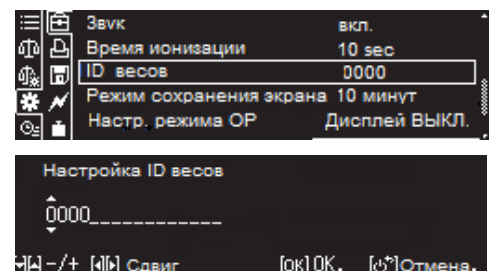 Звук вкл.
Время ионизации 10 sec
ID весов 0000
Режим сохранения экрана 10 минут
Настр. режима ОР Дисплей ВЫКЛ.
Настройка ID весов
0000____________
-/+ Сдвиг [OK]OK. Отмена.